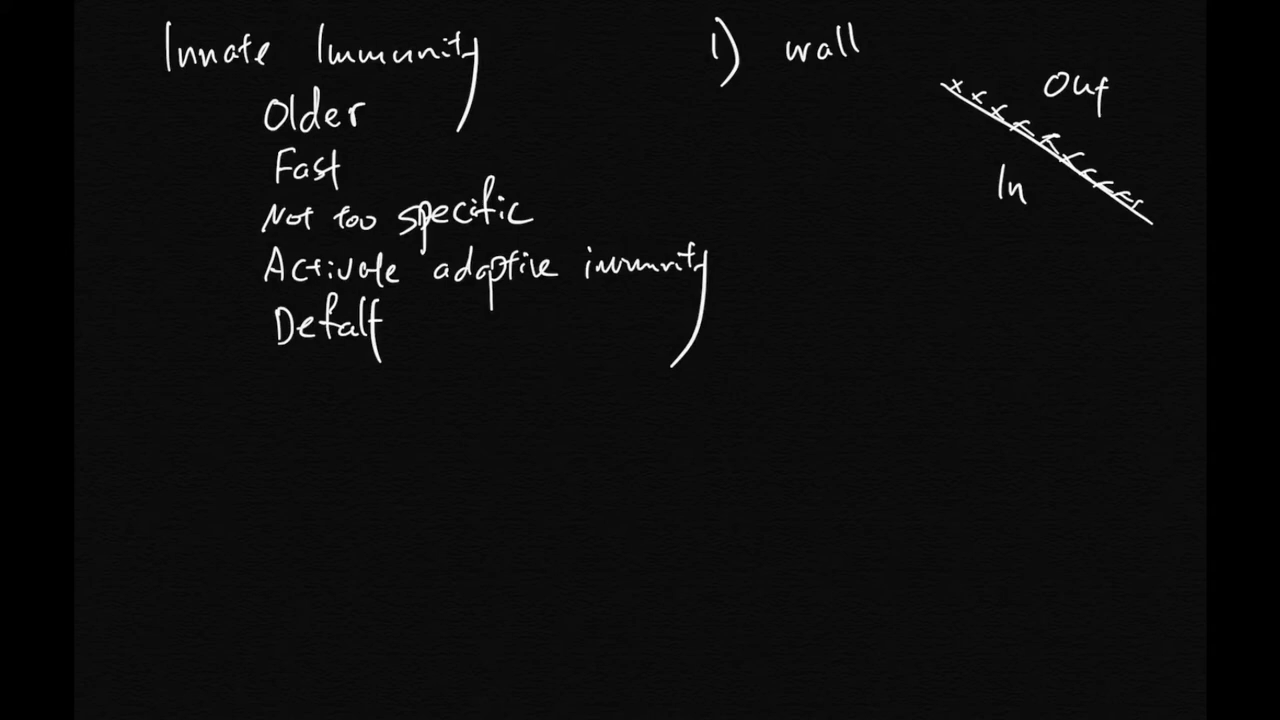 Innate Immunity
Older
Fast
Not too specific
Activate adaptive immunity
Defalt
1) wall
Out
In